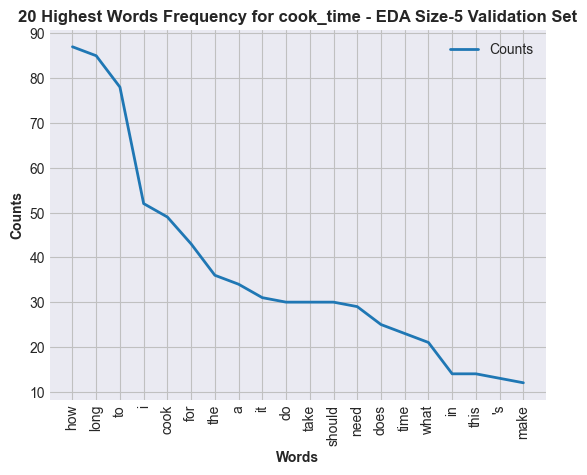 20 Highest Words Frequency for cook_time - EDA Size-5 Validation Set
Counts
90
80
70
60
50
40
30
20
10
Counts
how
long
to
i
cook
for
the
a
it
do
take
should
need
does
time
what
in
this
's
make
Words